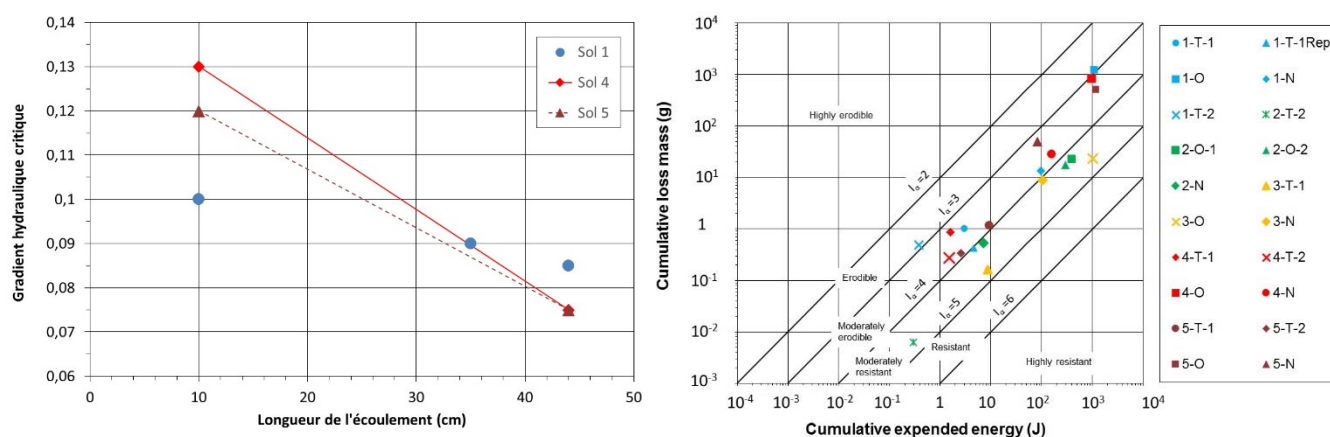 0,14
0,13
0,12
0,11
0,1
0,09
0,08
0,07
0,06
0
10
20
30
40
50
Gradient hydraulique critique
Longueur de l'écoulement (cm)
Sol 1
Sol 4
Sol 5
10⁴
10³
10²
10¹
1
10⁻¹
10⁻²
10⁻³
10⁻⁴
10⁻³
10⁻²
10⁻¹
1
10
10²
10³
10⁴
Cumulative loss mass (g)
Cumulative expended energy (J)
Highly erodible
Iα =2
Iα =3
Erodible
Iα =4
Iα =5
Iα =6
Moderately
erodible
Moderately
resistant
Resistant
Highly resistant
1-T-1 1-T-1Rep
1-O 1-N
1-T-2 2-T-2
2-O-1 2-O-2
2-N 3-T-1
3-O 3-N
4-T-1 4-T-2
4-O 4-N
5-T-1 5-T-2
5-O 5-N